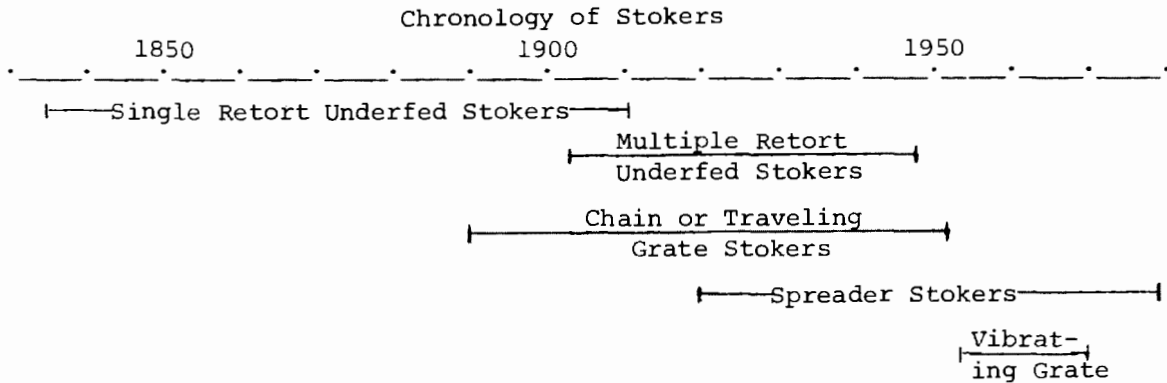 Chronology of Stokers
1850 1900 1950
Single Retort Underfed Stokers
Multiple Retort
Underfed Stokers
Chain or Traveling
Grate Stokers
Spreader Stokers
Vibrat-
ing Grate